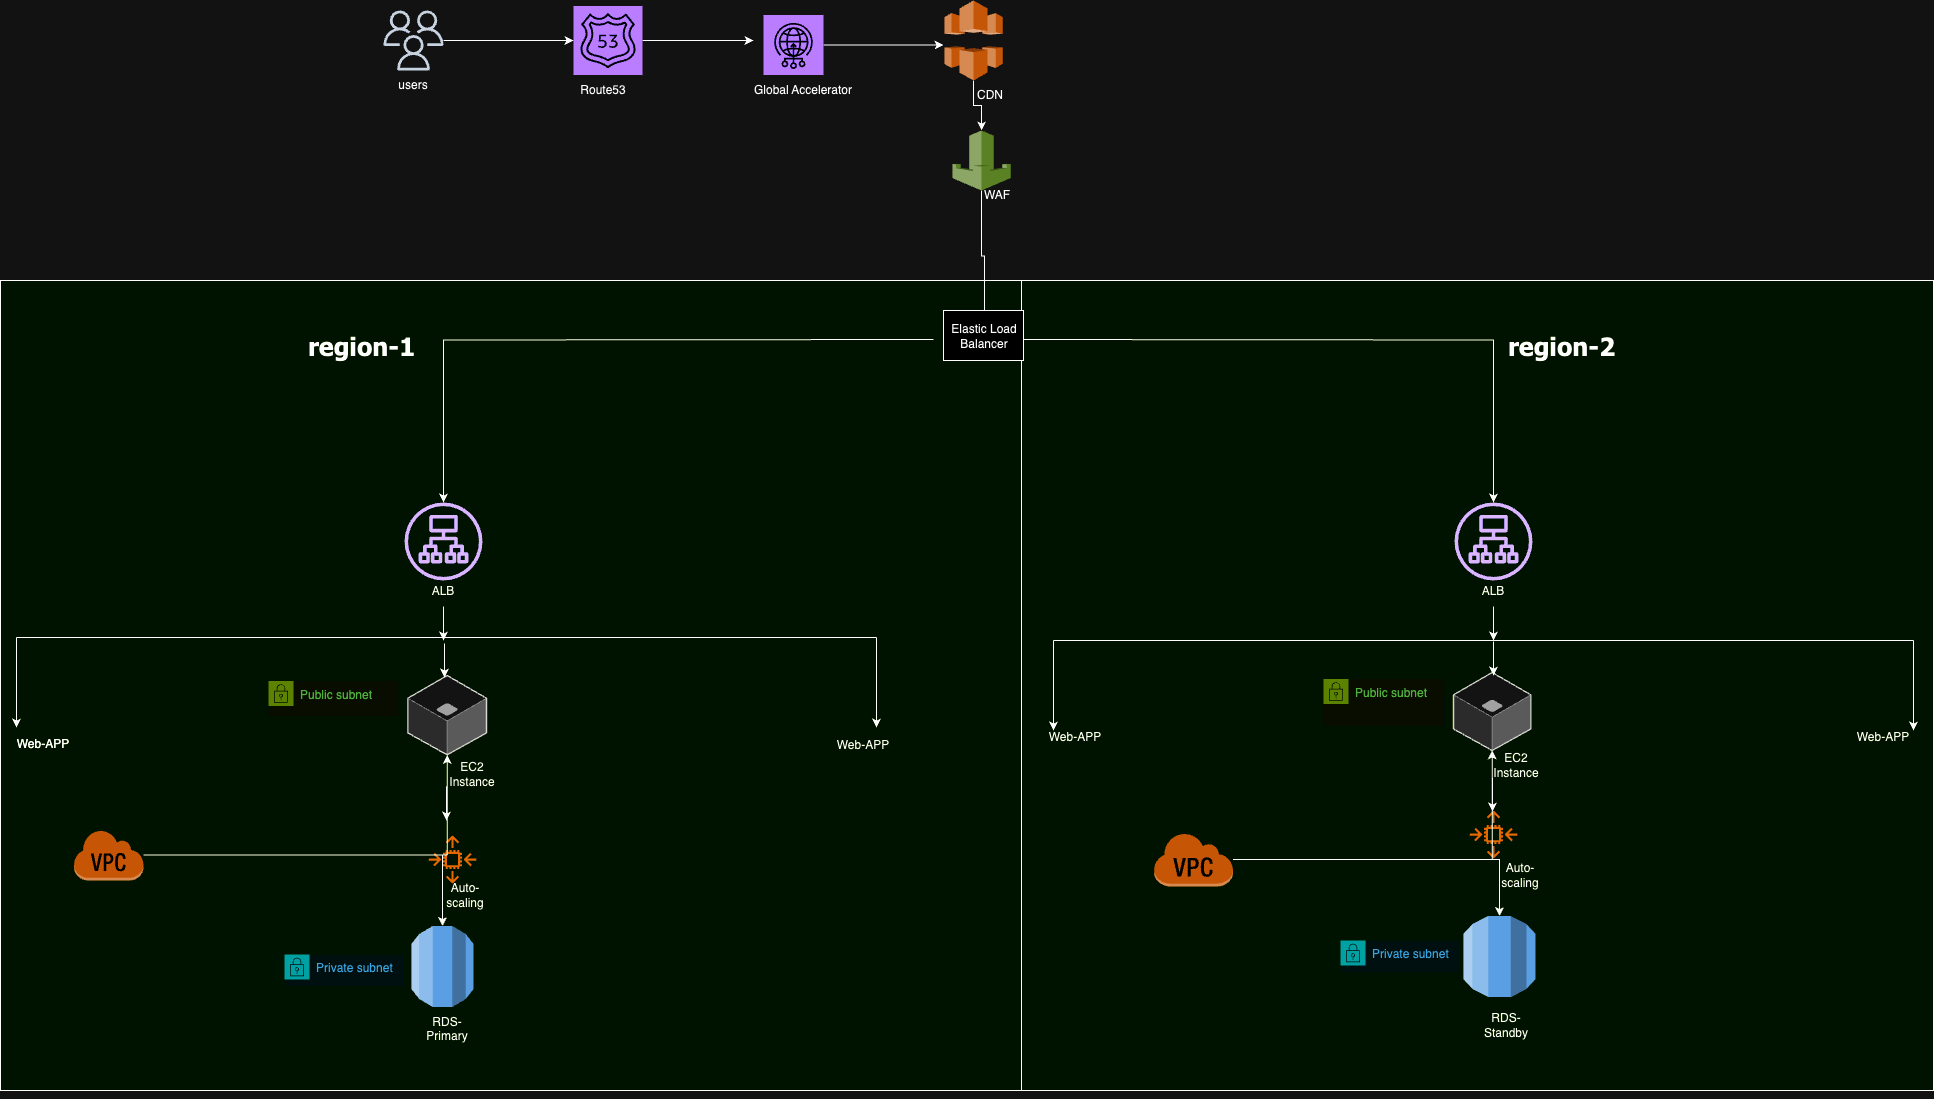 53
users
Route53
Global Accelerator
CDN
WAF
Elastic Load
Balancer
region-1
region-2
ALB
ALB
Public subnet
Public subnet
Web-APP
Web-APP
Web-APP
Web-APP
EC2
Instance
EC2
Instance
VPC
VPC
Auto-
scaling
Auto-
scaling
Private subnet
Private subnet
RDS-
Primary
RDS-
Standby